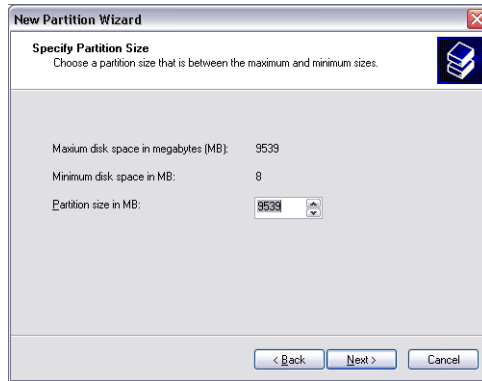 New Partition Wizard
Specify Partition Size
Choose a partition size that is between the maximum and minimum sizes.
Maxium disk space in megabytes (MB): 9539
Minimum disk space in MB: 8
Partition size in MB: 9539
< Back Next > Cancel